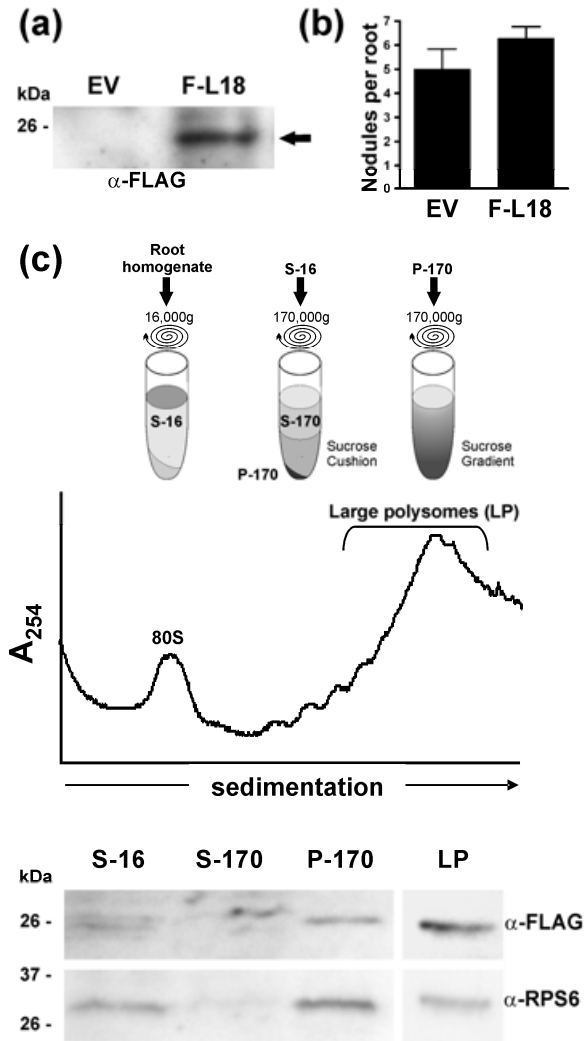 (a)
EV F-L18
kDa
26 -
α-FLAG
(b)
Nodules per root
7
6
5
4
3
2
1
0
EV F-L18
(c)
Root
homogenate
S-16
P-170
16,000g
170,000g
170,000g
S-16
S-170
P-170
Sucrose
Cushion
Sucrose
Gradient
Large polysomes (LP)
80S
A254
sedimentation
S-16 S-170 P-170 LP
kDa
26 -
α-FLAG
37 -
26 -
α-RPS6